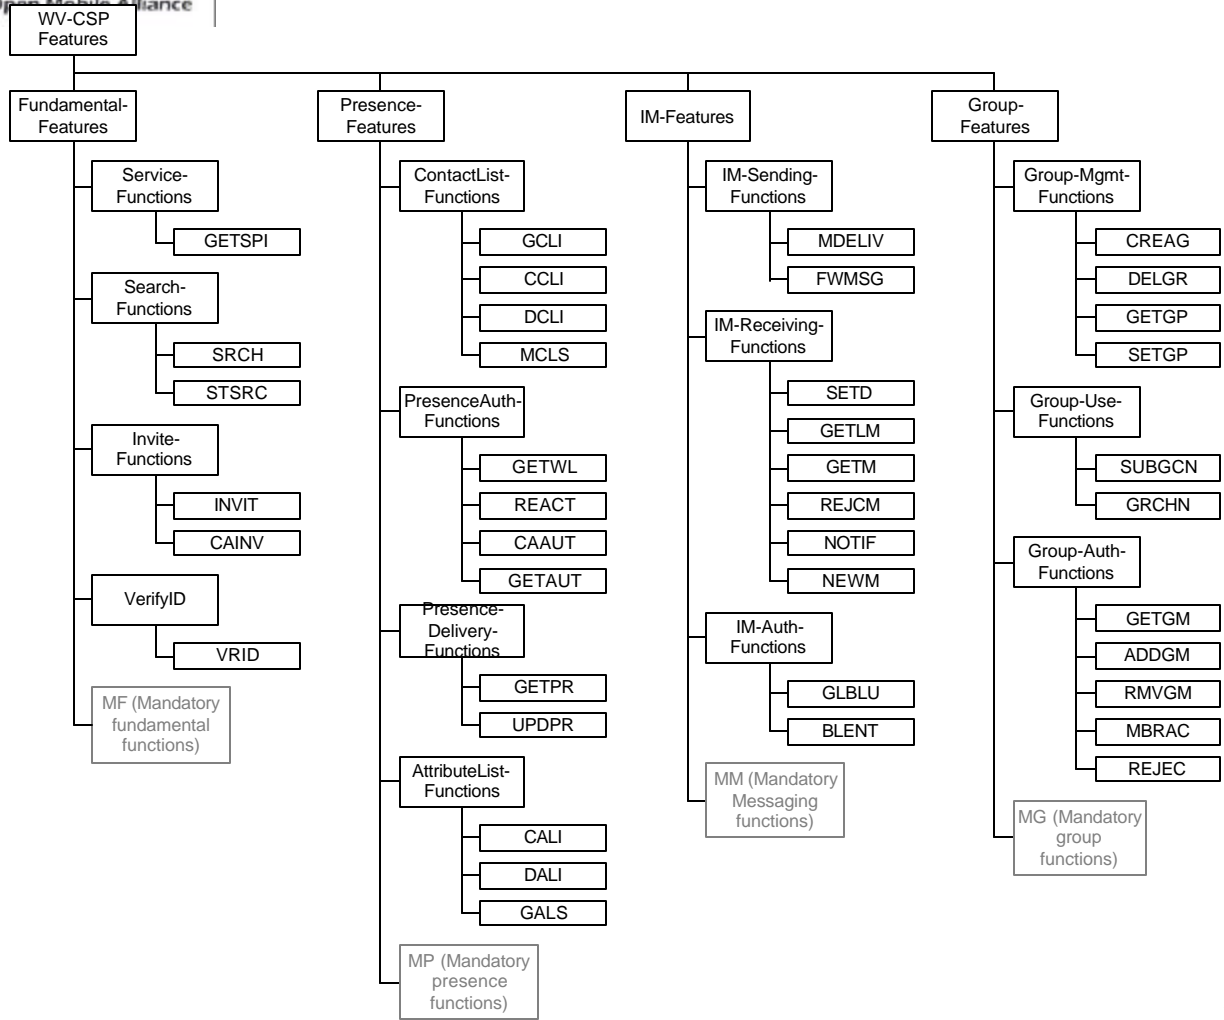 Open Mobile Alliance
WV-CSP
Features
Fundamental-
Features
Service-
Functions
GETSPI
Search-
Functions
SRCH
STSRC
Invite-
Functions
INVIT
CAINV
VerifyID
VRID
MF (Mandatory
fundamental
functions)
Presence-
Features
ContactList-
Functions
GCLI
CCLI
DCLI
MCLS
PresenceAuth-
Functions
GETWL
REACT
CAAUT
GETAUT
Presence-
Delivery-
Functions
GETPR
UPDPR
AttributeList-
Functions
CALI
DALI
GALS
MP (Mandatory
presence
functions)
IM-Features
IM-Sending-
Functions
MDELIV
FWMSG
IM-Receiving-
Functions
SETD
GETLM
GETM
REJCM
NOTIF
NEWM
IM-Auth-
Functions
GLBLU
BLENT
MM (Mandatory
Messaging
functions)
Group-
Features
Group-Mgmt-
Functions
CREAG
DELGR
GETGP
SETGP
Group-Use-
Functions
SUBGCN
GRCHN
Group-Auth-
Functions
GETGM
ADDGM
RMVGM
MBRAC
REJEC
MG (Mandatory
group
functions)